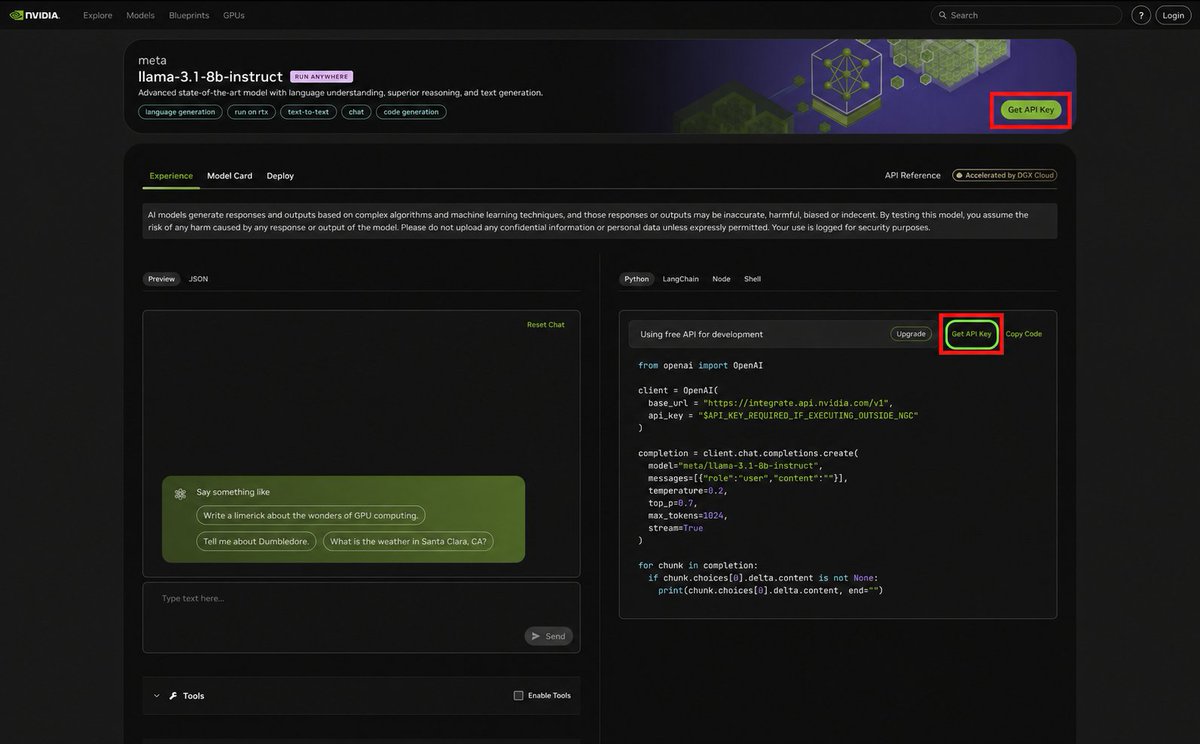 NVIDIA. Explore Models Blueprints GPUs Search ? Login
meta
llama-3.1-8b-instruct RUN ANYWHERE
Advanced state-of-the-art model with language understanding, superior reasoning, and text generation.
language generation run on rtx text-to-text chat code generation
Get API Key
Experience Model Card Deploy
API Reference Accelerated by DGX Cloud
AI models generate responses and outputs based on complex algorithms and machine learning techniques, and those responses or outputs may be inaccurate, harmful, biased or indecent. By testing this model, you assume the
risk of any harm caused by any response or output of the model. Please do not upload any confidential information or personal data unless expressly permitted. Your use is logged for security purposes.
Preview JSON
Reset Chat
Say something like
Write a limerick about the wonders of GPU computing.
Tell me about Dumbledore. What is the weather in Santa Clara, CA?
Type text here...
Send
Tools Enable Tools
Python LangChain Node Shell
Using free API for development Upgrade Get API Key Copy Code
from openai import OpenAI
client = OpenAI(
base_url = "https://integrate.api.nvidia.com/v1",
api_key = "$API_KEY_REQUIRED_IF_EXECUTING_OUTSIDE_NGC"
)
completion = client.chat.completions.create(
model="meta/llama-3.1-8b-instruct",
messages=[{"role":"user","content":""}],
temperature=0.2,
top_p=0.7,
max_tokens=1024,
stream=True
)
for chunk in completion:
if chunk.choices[0].delta.content is not None:
print(chunk.choices[0].delta.content, end="")